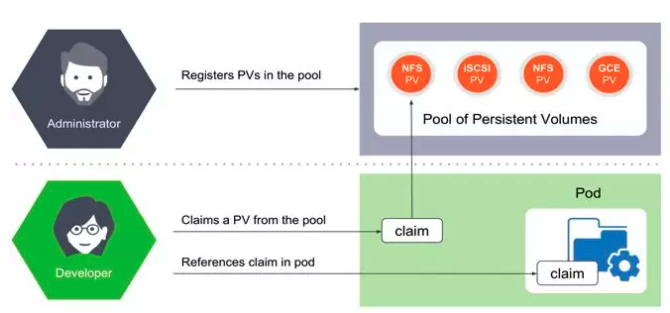 Administrator
Registers PVs in the pool
NFS
PV
iSCSI
PV
NFS
PV
GCE
PV
Pool of Persistent Volumes
Developer
Claims a PV from the pool
claim
References claim in pod
Pod
claim